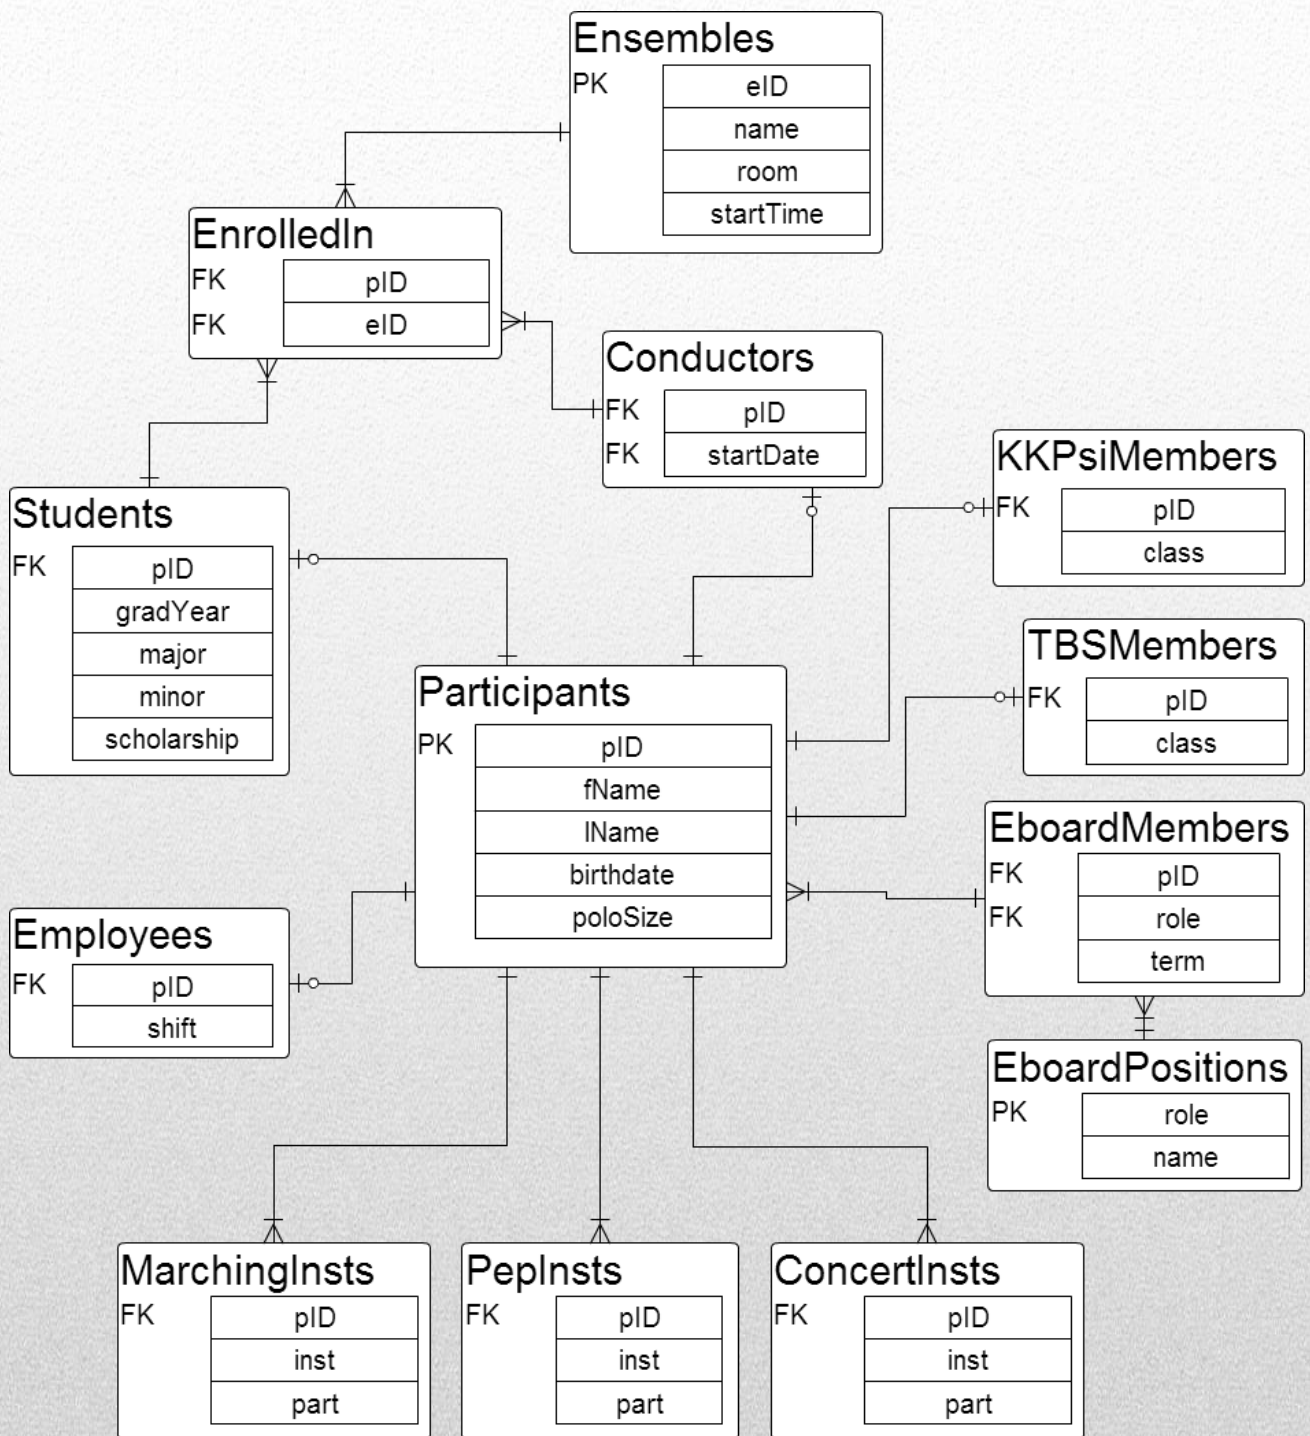 Ensembles
PK eID
name
room
startTime
EnrolledIn
FK pID
FK eID
Conductors
FK pID
FK startDate
KKPsiMembers
FK pID
class
Students
FK pID
gradYear
major
minor
scholarship
TBSMembers
FK pID
class
Participants
PK pID
fName
lName
birthdate
poloSize
EboardMembers
FK pID
FK role
term
Employees
FK pID
shift
EboardPositions
PK role
name
MarchingInsts
FK pID
inst
part
PepInsts
FK pID
inst
part
ConcertInsts
FK pID
inst
part